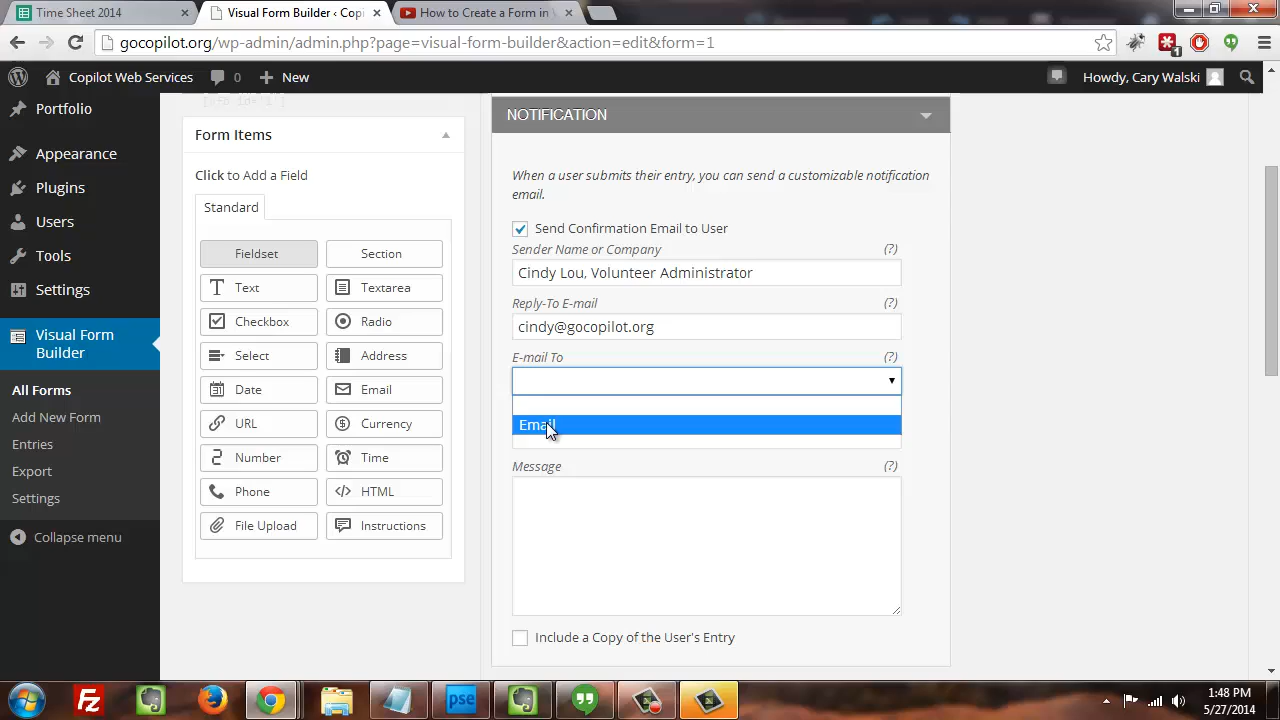 Time Sheet 2014
Visual Form Builder ‹ Copi
How to Create a Form in
gocopilot.org/wp-admin/admin.php?page=visual-form-builder&action=edit&form=1
1
Copilot Web Services
0
New
Howdy, Cary Walski
Portfolio
Appearance
Plugins
Users
Tools
Settings
Visual Form
Builder
All Forms
Add New Form
Entries
Export
Settings
Collapse menu
Form Items
Click to Add a Field
Standard
Fieldset
Section
Text
Textarea
Checkbox
Radio
Select
Address
Date
Email
URL
Currency
Number
Time
Phone
HTML
File Upload
Instructions
NOTIFICATION
When a user submits their entry, you can send a customizable notification
email.
Send Confirmation Email to User
Sender Name or Company (?)
Cindy Lou, Volunteer Administrator
Reply-To E-mail (?)
cindy@gocopilot.org
E-mail To (?)
Email
Message (?)
Include a Copy of the User's Entry
Fz
pse
1:48 PM
5/27/2014